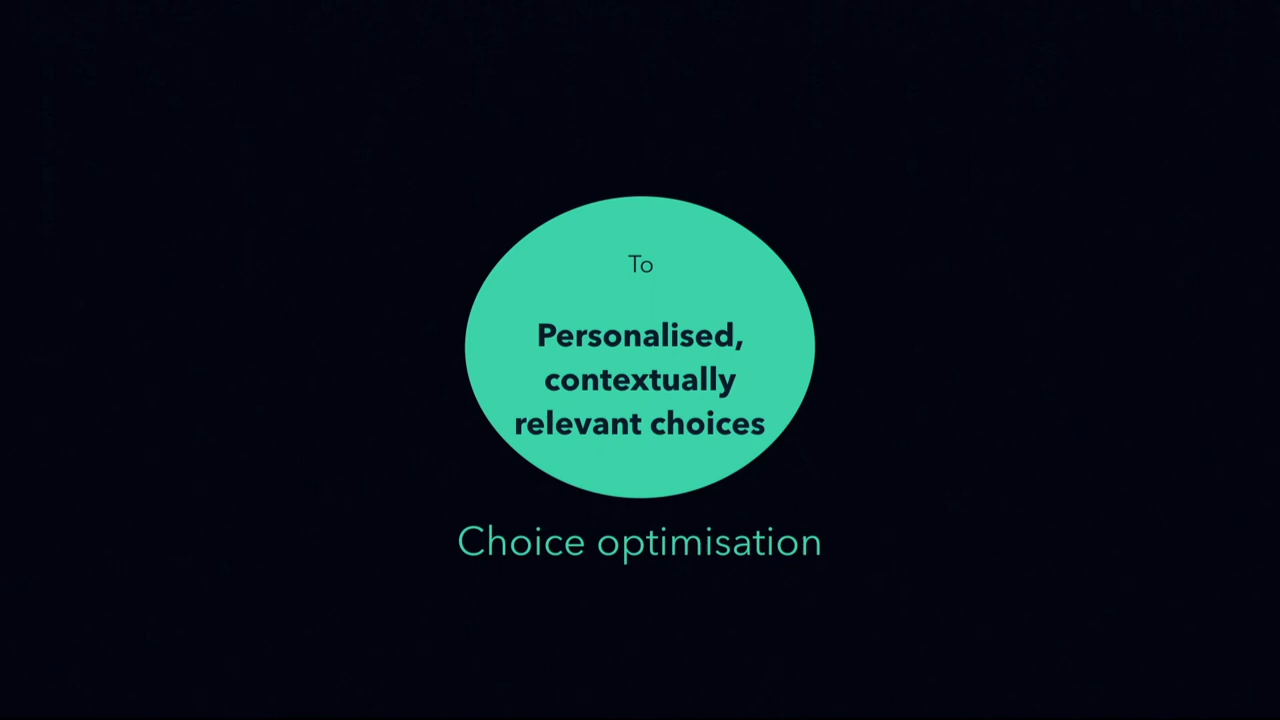 To
Personalised,
contextually
relevant choices
Choice optimisation